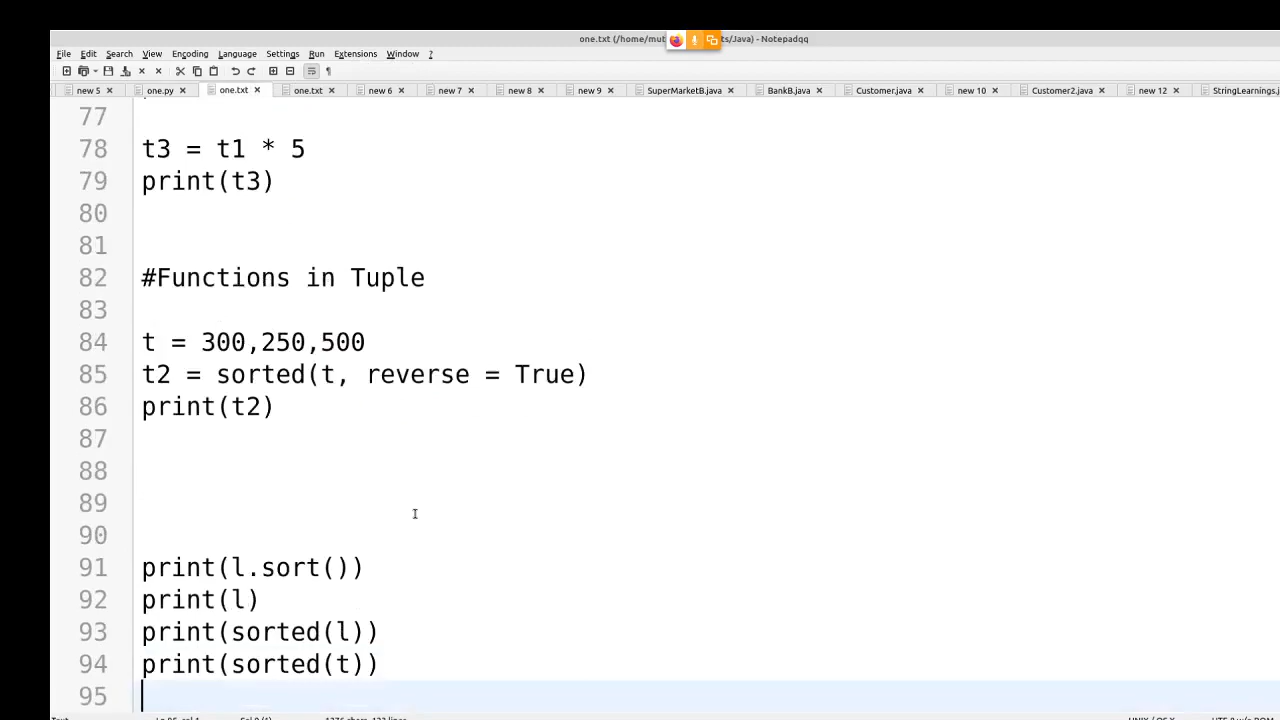 one.txt (/home/mut ts/Java) - Notepadqq
File Edit Search View Encoding Language Settings Run Extensions Window ?
new 5 one.py one.txt one.txt new 6 new 7 new 8 new 9 SuperMarketB.java BankB.java Customer.java new 10 Customer2.java new 12 StringLearnings.j
77
78 t3 = t1 * 5
79 print(t3)
80
81
82 #Functions in Tuple
83
84 t = 300,250,500
85 t2 = sorted(t, reverse = True)
86 print(t2)
87
88
89
90
91 print(l.sort())
92 print(l)
93 print(sorted(l))
94 print(sorted(t))
95